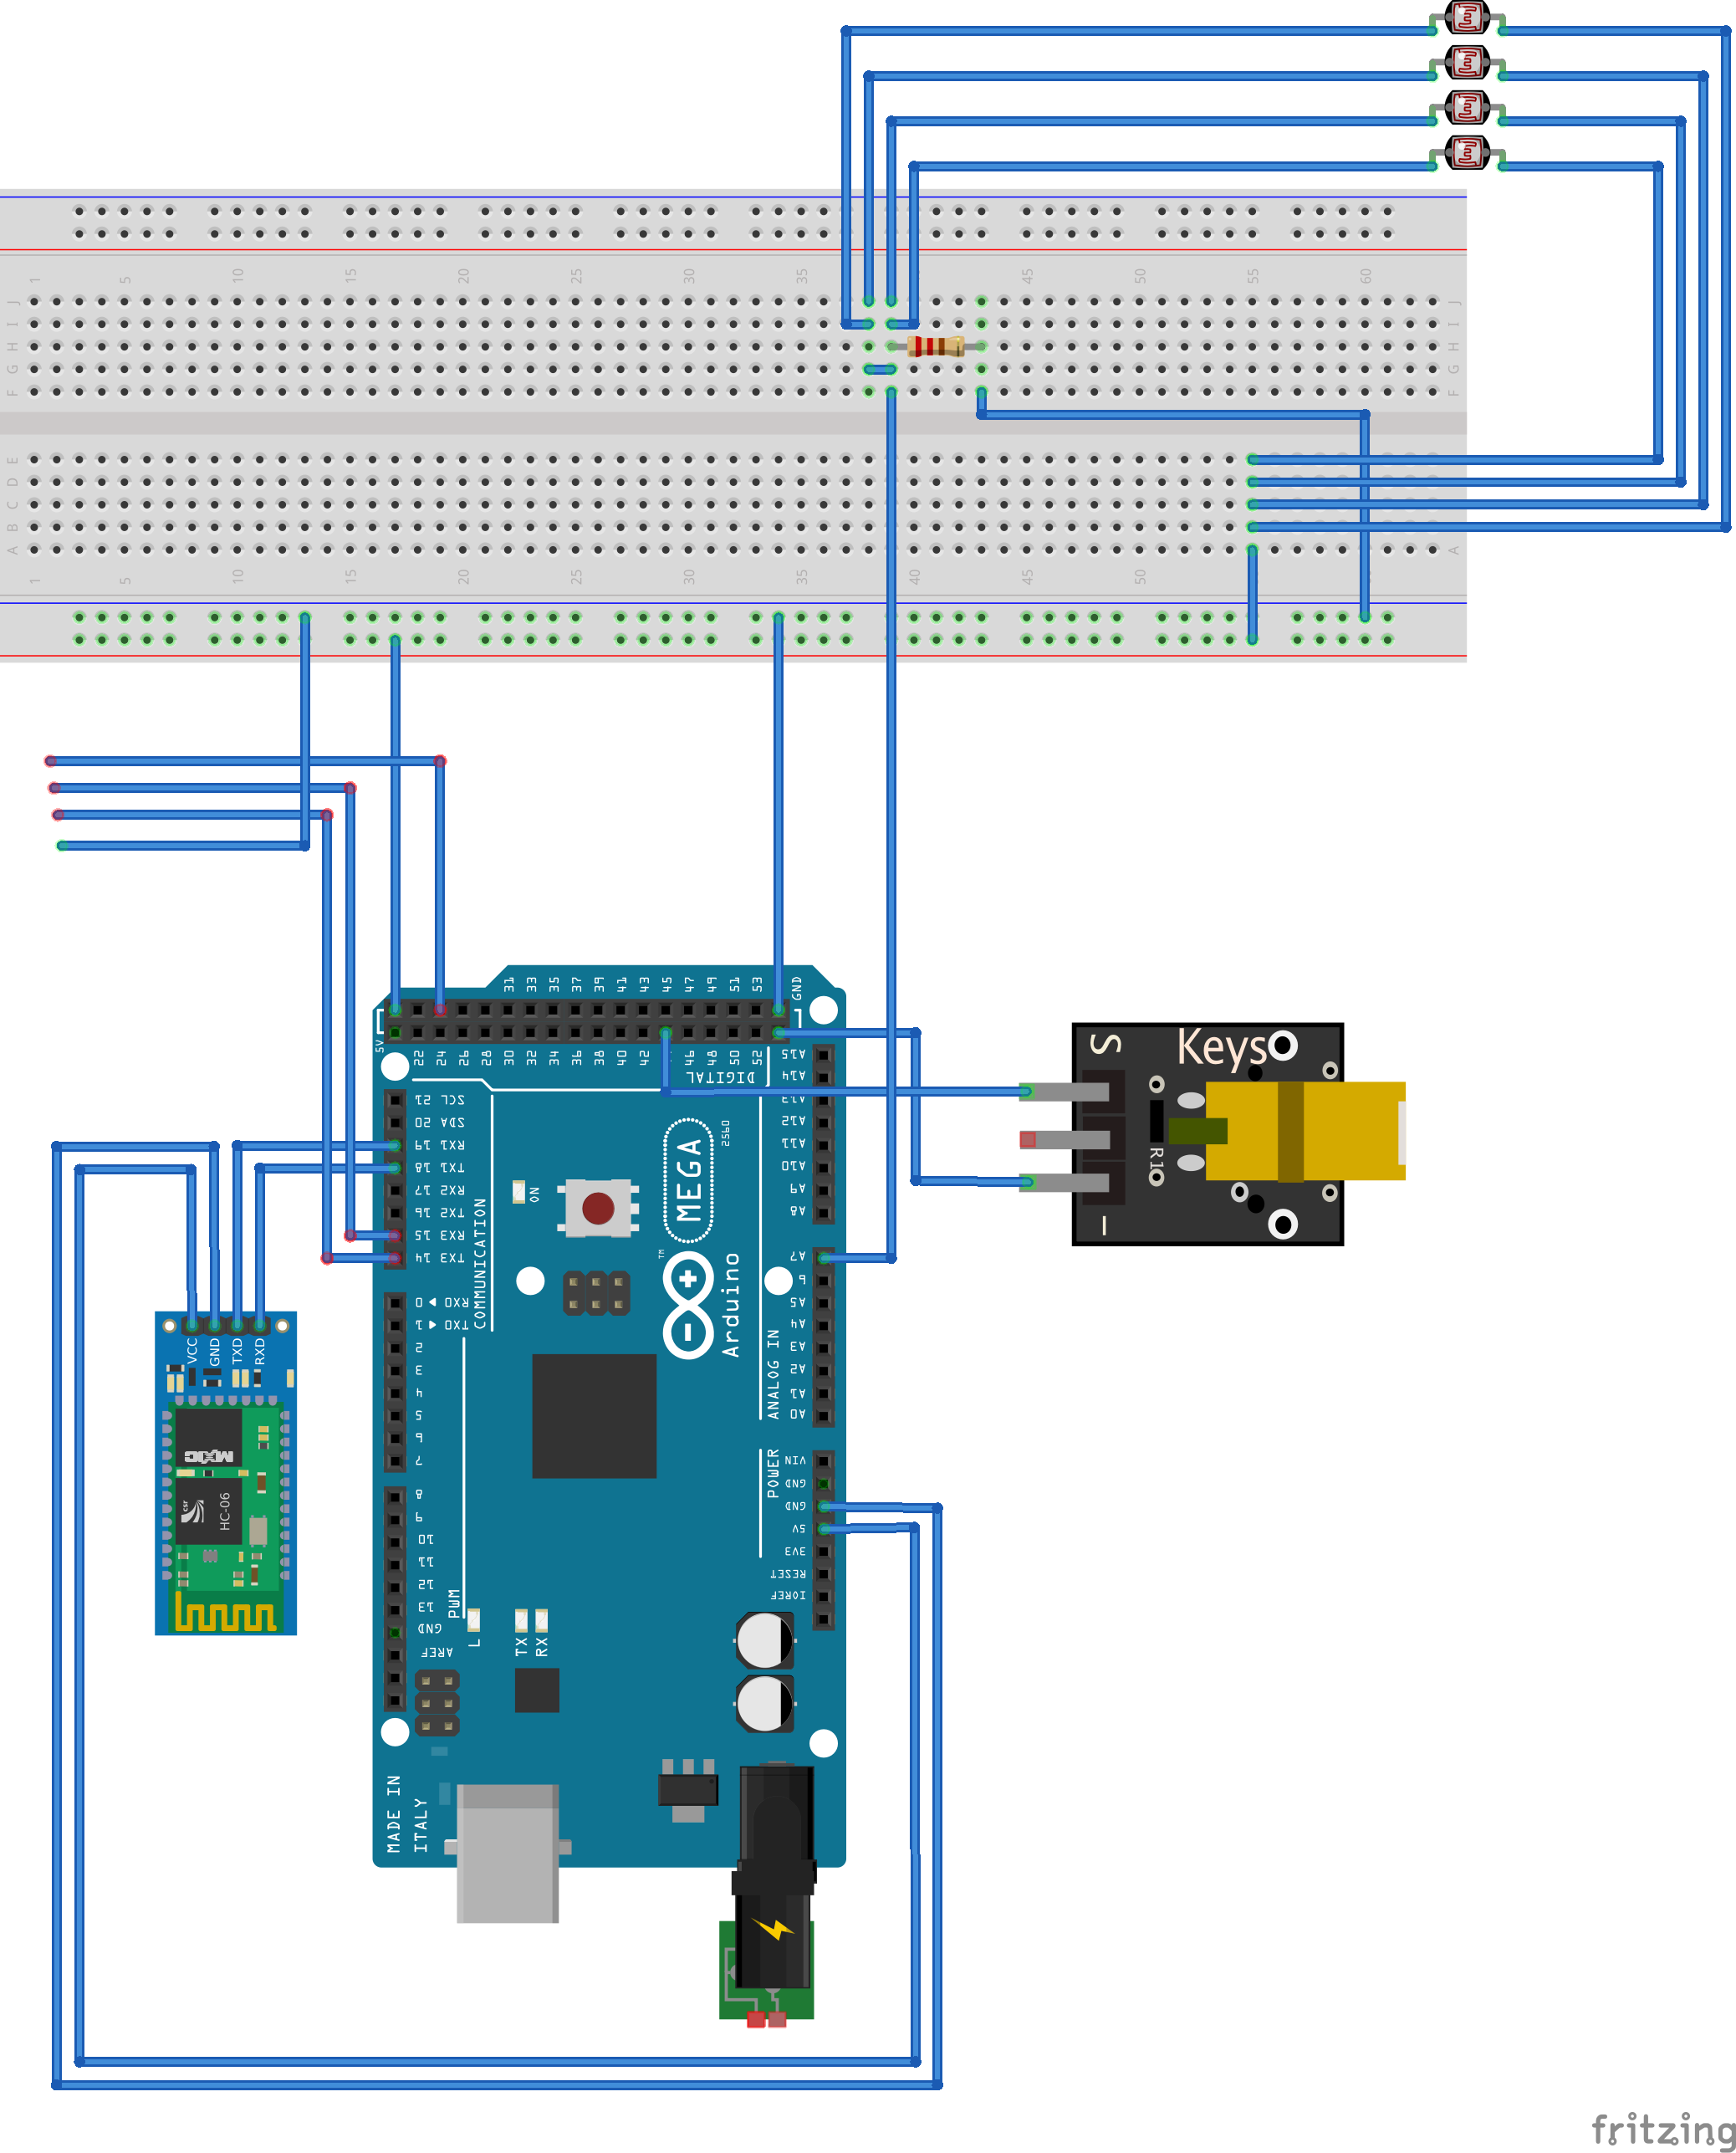 1 5 10 15 20 25 30 35 45 50 55 60
J J
I I
H H
G G
F F
E
D
C
B
A A
1 5 10 15 20 25 30 35 40 45 50
31 33 35 37 39 41 43 45 47 49 51 53 GND
5V 22 24 26 28 30 32 34 36 38 40 42 46 48 50 52
DIGITAL
21 SCL
20 SDA
19 RX1
18 TX1
17 RX2
16 TX2
15 RX3
14 TX3
COMMUNICATION
0 RX0
1 TX0
2
3
4
5
6
7
8
9
10
11
12
13
GND
AREF
PWM
L
TX
RX
ON
MEGA
2560
TM
Arduino
A15
A14
A13
A12
A11
A10
A9
A8
A7
6
A5
A4
A3
A2
A1
A0
ANALOG IN
POWER
VIN
GND
GND
5V
3V3
RESET
IOREF
MADE IN
ITALY
S
Keys
R1
–
VCC GND TXD RXD
MXIC
csr
HC-06
fritzing